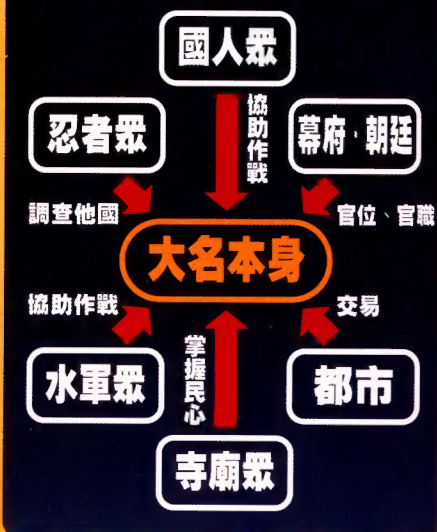 國人眾
協助作戰
忍者眾
幕府·朝廷
調查他國
官位、官職
大名本身
協助作戰
交易
掌握民心
水軍眾
都市
寺廟眾